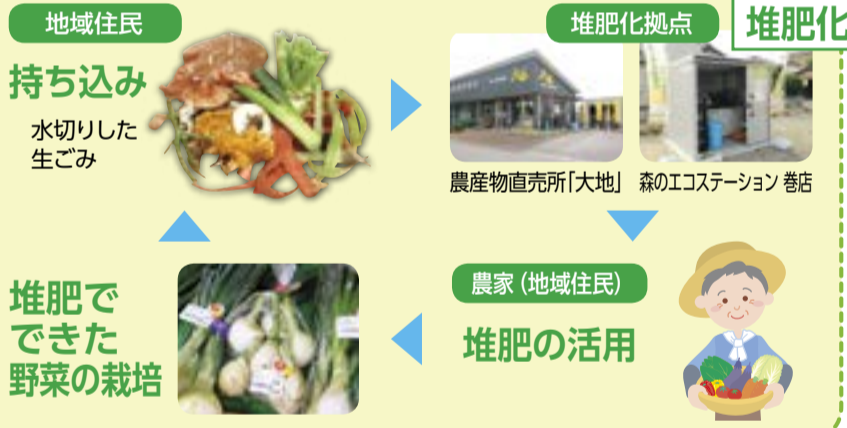 地域住民
持ち込み
水切りした
生ごみ
堆肥化拠点
堆肥化
農産物直売所「大地」
森のエコステーション 巻店
農家（地域住民）
堆肥の活用
堆肥で
できた
野菜の栽培